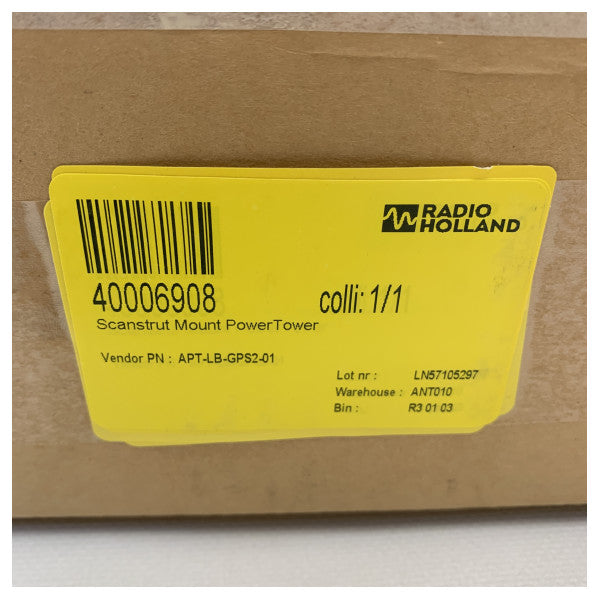 RADIO
HOLLAND
40006908 colli: 1/1
Scanstrut Mount PowerTower
Vendor PN : APT-LB-GPS2-01
Lot nr : LN57105297
Warehouse : ANT010
Bin : R3 01 03